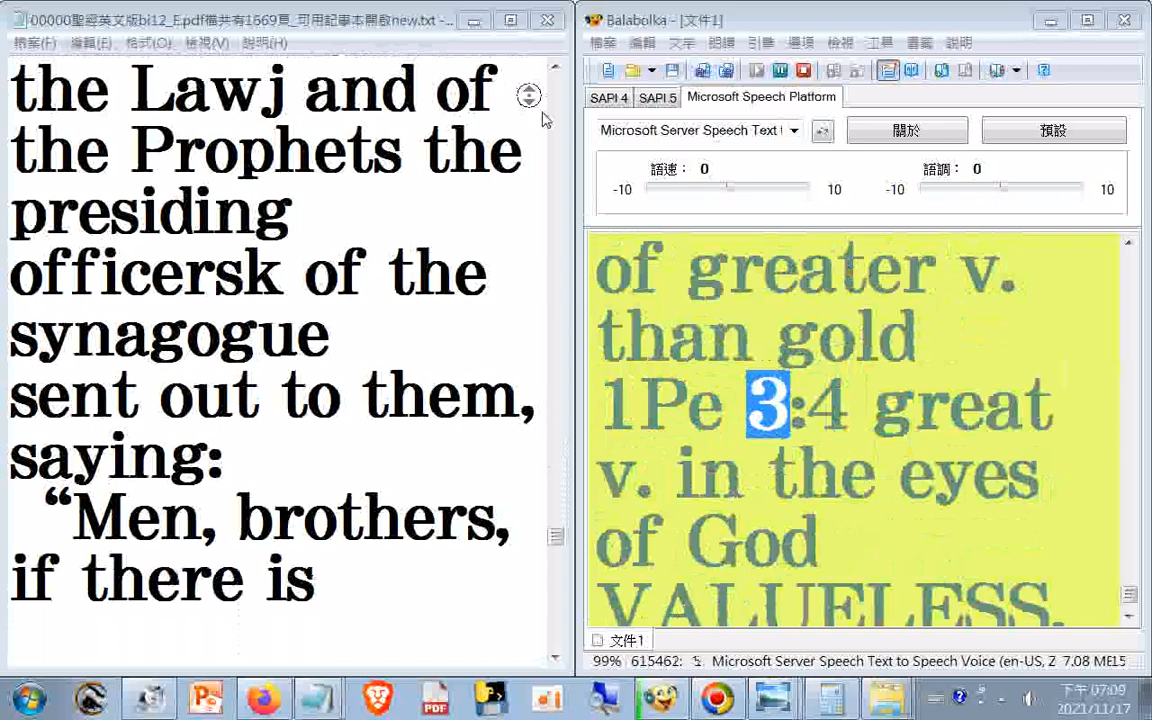 00000聖經英文版bi12_E.pdf檔共有1669頁_可用記事本開啟new.txt -...
檔案(F) 編輯(E) 格式(O) 檢視(V) 說明(H)
the Lawj and of
the Prophets the
presiding
officersk of the
synagogue
sent out to them,
saying:
“Men, brothers,
if there is
Balabolka - [文件1]
檔案 編輯 文字 朗讀 引擎 選項 檢視 工具 書籤 說明
SAPI 4 SAPI 5 Microsoft Speech Platform
Microsoft Server Speech Text 關於 預設
語速： 0 語調： 0
-10 10 -10 10
of greater v.
than gold
1Pe 3:4 great
v. in the eyes
of God
VALUELESS,
文件1
99% 615462: Microsoft Server Speech Text to Speech Voice (en-US, Z 7.08 ME15
下午 07:09
2021/11/17